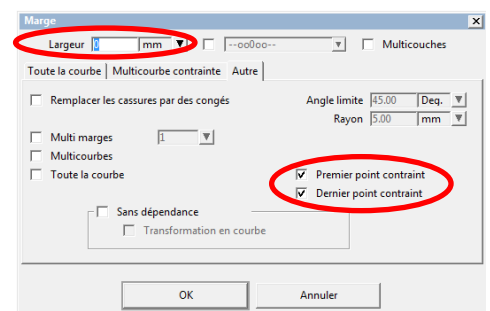 Marge
Largeur 0 mm --oo0oo-- Multicouches
Toute la courbe Multicourbe contrainte Autre
Remplacer les cassures par des congés Angle limite 45.00 Deg.
Rayon 5.00 mm
Multi marges 1
Multicourbes
Toute la courbe Premier point contraint
Dernier point contraint
Sans dépendance
Transformation en courbe
OK Annuler